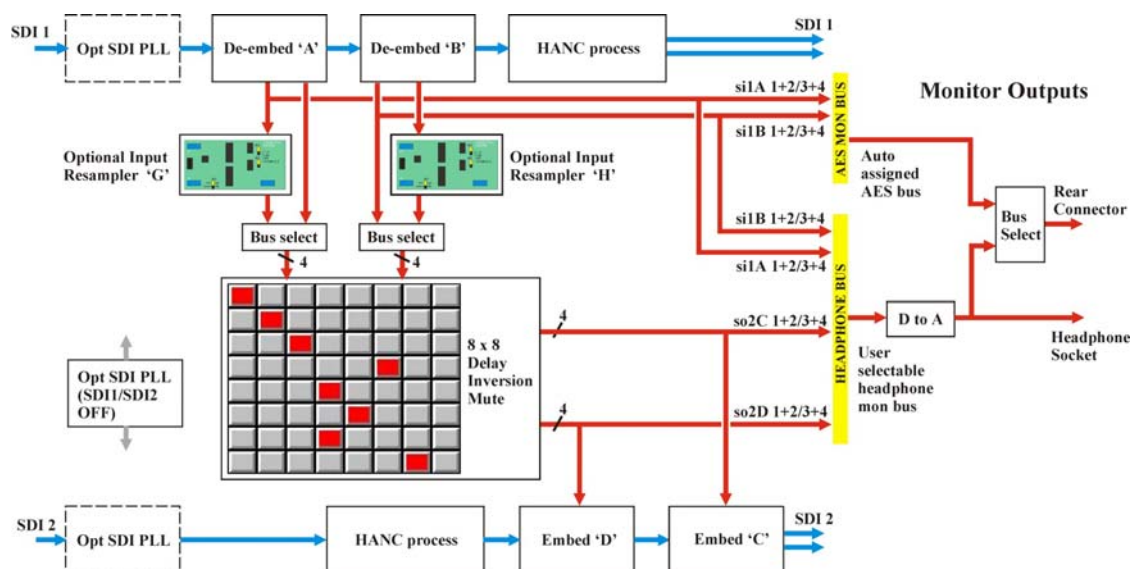 SDI 1
Opt SDI PLL
De-embed ‘A’
De-embed ‘B’
HANC process
SDI 1
si1A 1+2/3+4
si1B 1+2/3+4
AES MON BUS
Monitor Outputs
Optional Input
Resampler ‘G’
Optional Input
Resampler ‘H’
Auto
assigned
AES bus
Bus
Select
Rear
Connector
Bus select
Bus select
4
4
si1B 1+2/3+4
si1A 1+2/3+4
HEADPHONE BUS
8 x 8
Delay
Inversion
Mute
4
so2C 1+2/3+4
D to A
Headphone
Socket
User
selectable
headphone
mon bus
Opt SDI PLL
(SDI1/SDI2
OFF)
4
so2D 1+2/3+4
SDI 2
Opt SDI PLL
HANC process
Embed ‘D’
Embed ‘C’
SDI 2